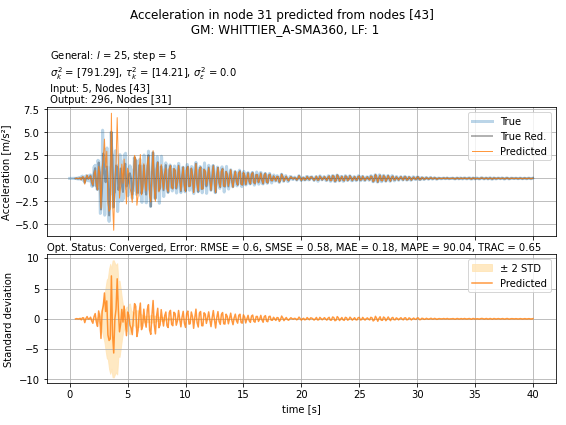 Acceleration in node 31 predicted from nodes [43]
GM: WHITTIER_A-SMA360, LF: 1
General: l = 25, step = 5
σ²ₖ = [791.29], τ²ₖ = [14.21], σ²ε = 0.0
Input: 5, Nodes [43]
Output: 296, Nodes [31]
Acceleration [m/s²]
7.5
5.0
2.5
0.0
−2.5
−5.0
True
True Red.
Predicted
Opt. Status: Converged, Error: RMSE = 0.6, SMSE = 0.58, MAE = 0.18, MAPE = 90.04, TRAC = 0.65
Standard deviation
10
5
0
−5
−10
± 2 STD
Predicted
0 5 10 15 20 25 30 35 40
time [s]